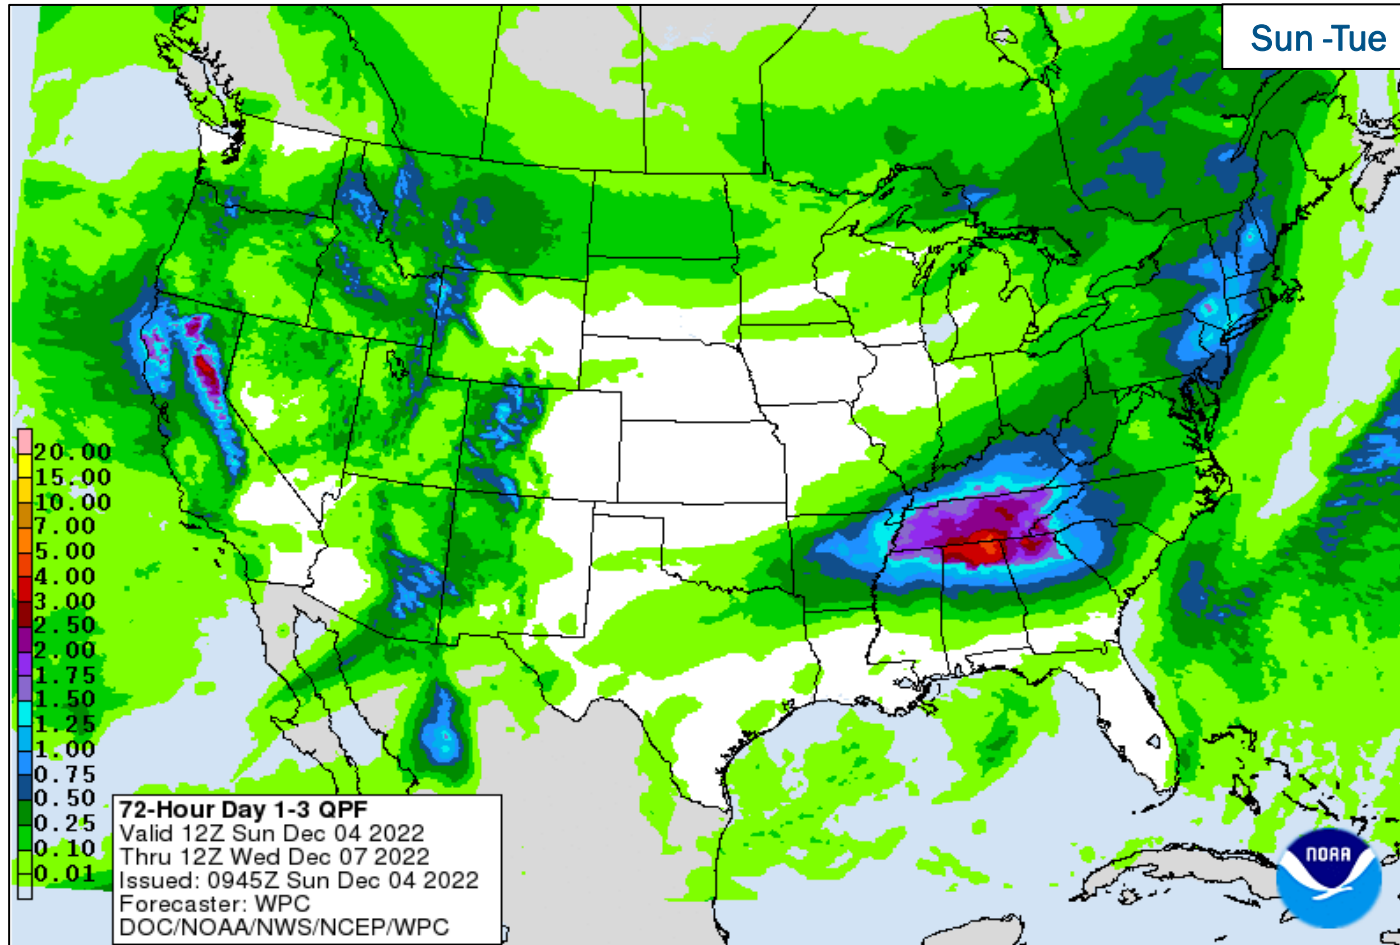 Sun -Tue
20.00
15.00
10.00
7.00
5.00
4.00
3.00
2.50
2.00
1.75
1.50
1.25
1.00
0.75
0.50
0.25
0.10
0.01
72-Hour Day 1-3 QPF
Valid 12Z Sun Dec 04 2022
Thru 12Z Wed Dec 07 2022
Issued: 0945Z Sun Dec 04 2022
Forecaster: WPC
DOC/NOAA/NWS/NCEP/WPC
NOAA